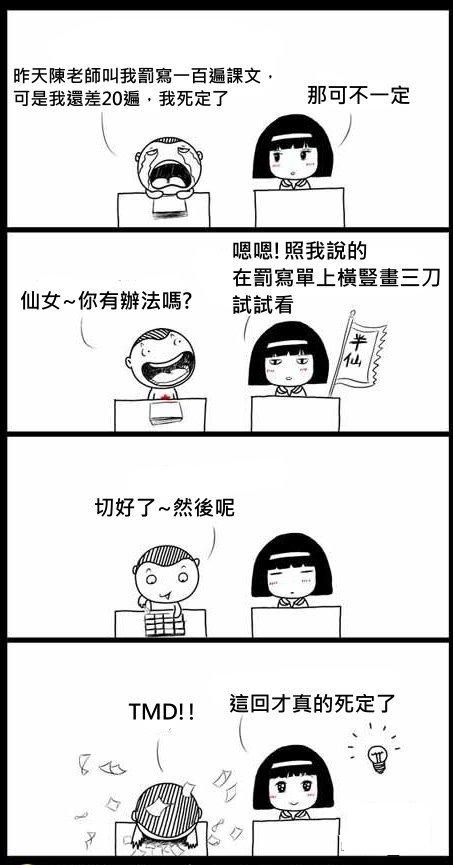 昨天陳老師叫我罰寫一百遍課文，
可是我還差20遍，我死定了
那可不一定
仙女~你有辦法嗎?
嗯嗯!照我說的
在罰寫單上橫豎畫三刀
試試看
半仙
切好了~然後呢
TMD!!
這回才真的死定了